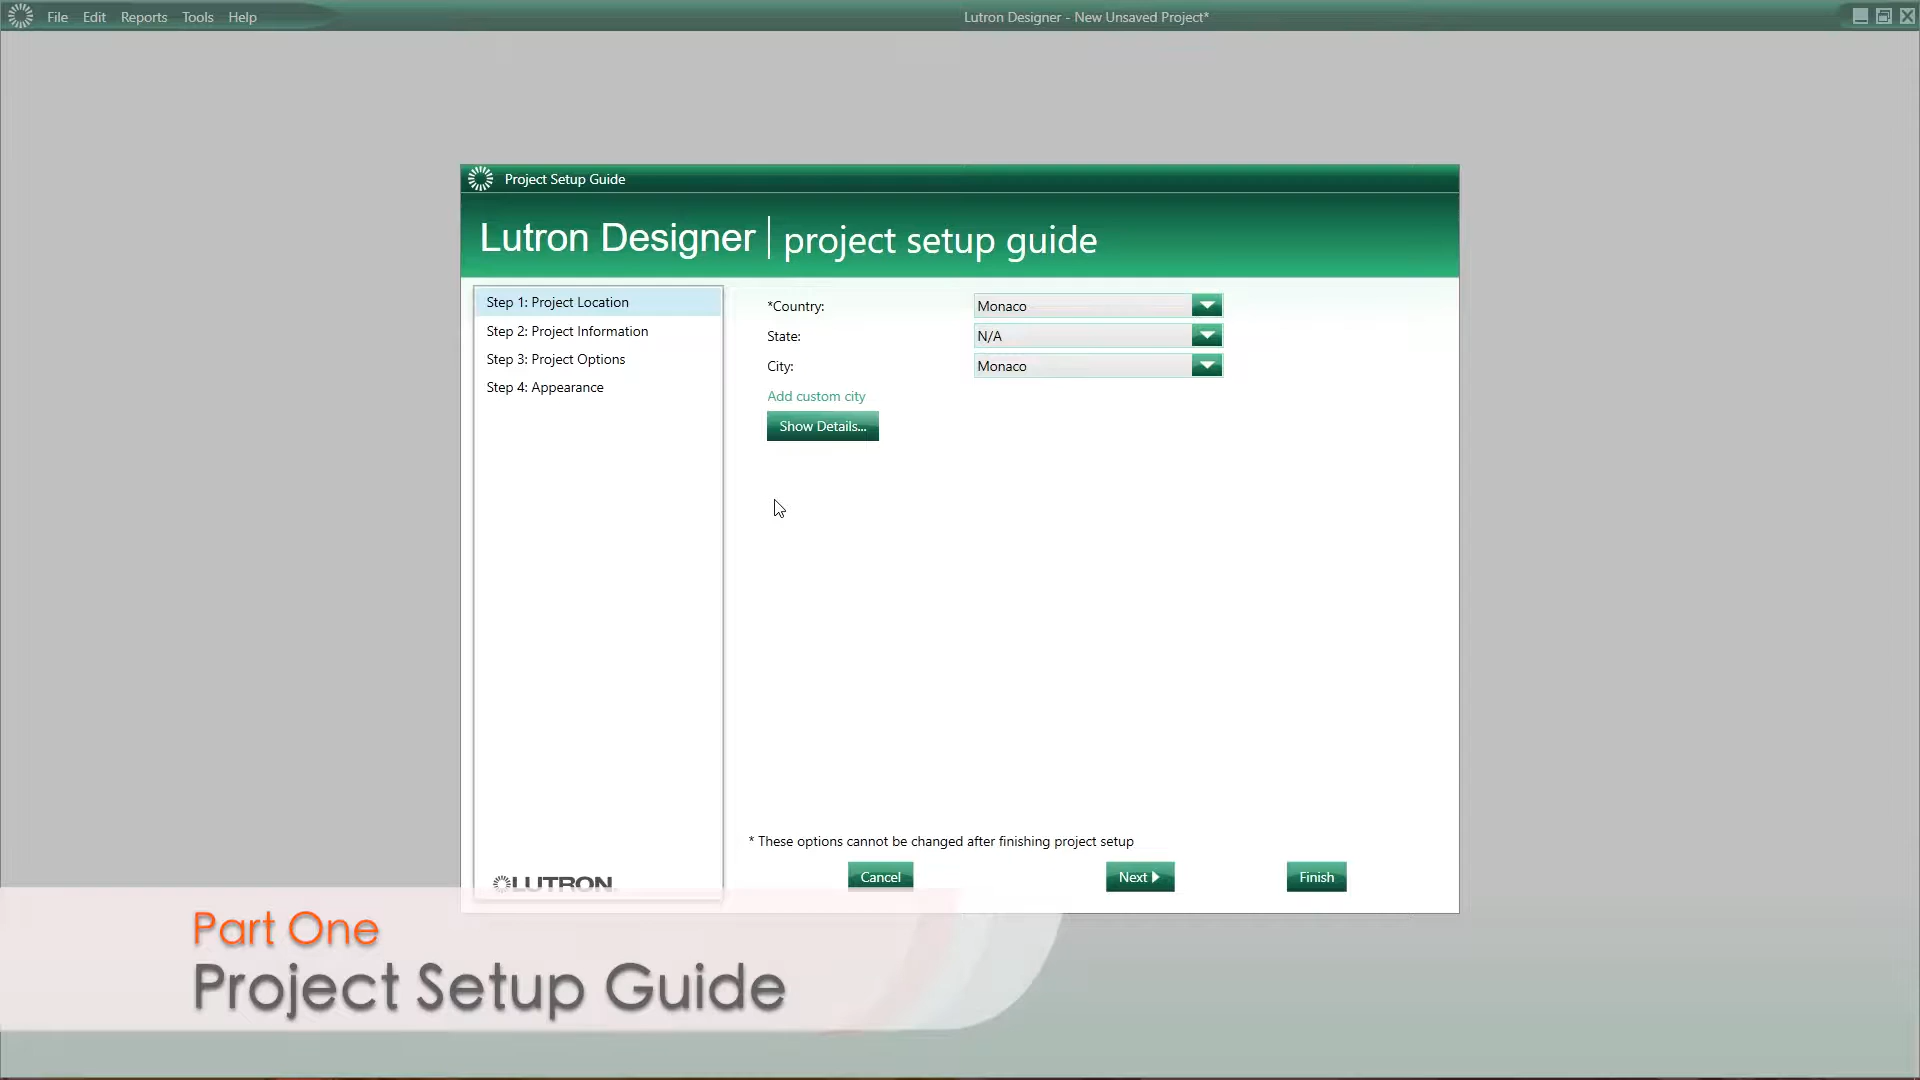 File Edit Reports Tools Help
Lutron Designer - New Unsaved Project*
Project Setup Guide
Lutron Designer | project setup guide
Step 1: Project Location
Step 2: Project Information
Step 3: Project Options
Step 4: Appearance
*Country: Monaco
State: N/A
City: Monaco
Add custom city
Show Details...
* These options cannot be changed after finishing project setup
Cancel Next Finish
LUTRON
Part One
Project Setup Guide